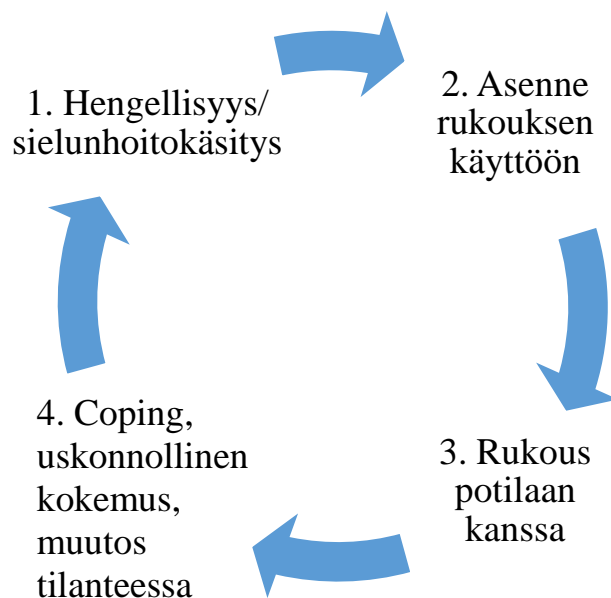 1. Hengellisyys/
sielunhoitokäsitys
2. Asenne
rukouksen
käyttöön
3. Rukous
potilaan
kanssa
4. Coping,
uskonnollinen
kokemus,
muutos
tilanteessa